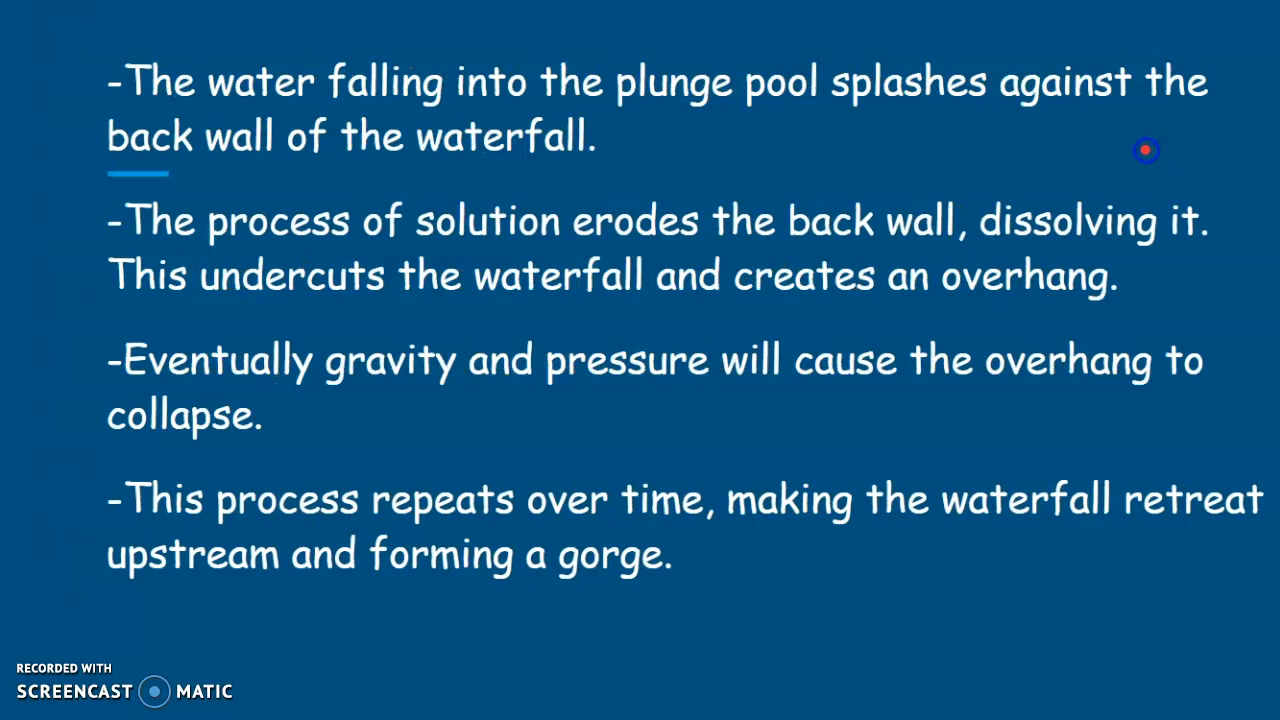 -The water falling into the plunge pool splashes against the
back wall of the waterfall.
-The process of solution erodes the back wall, dissolving it.
This undercuts the waterfall and creates an overhang.
-Eventually gravity and pressure will cause the overhang to
collapse.
-This process repeats over time, making the waterfall retreat
upstream and forming a gorge.
RECORDED WITH
SCREENCAST MATIC